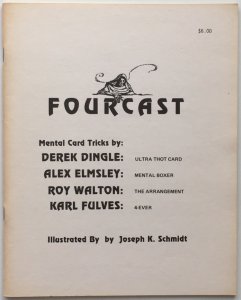 $6.00
FOURCAST
Mental Card Tricks by:
DEREK DINGLE: ULTRA THOT CARD
ALEX ELMSLEY: MENTAL BOXER
ROY WALTON: THE ARRANGEMENT
KARL FULVES: 4-EVER
Illustrated By by Joseph K. Schmidt